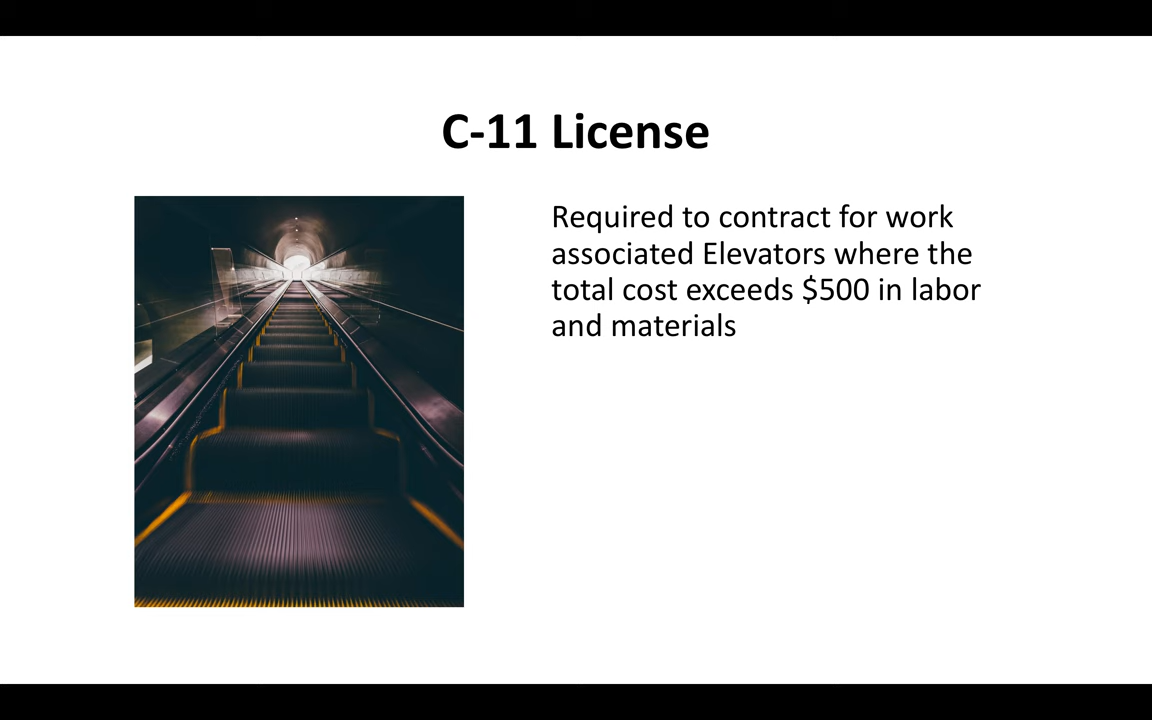 C-11 License
Required to contract for work
associated Elevators where the
total cost exceeds $500 in labor
and materials